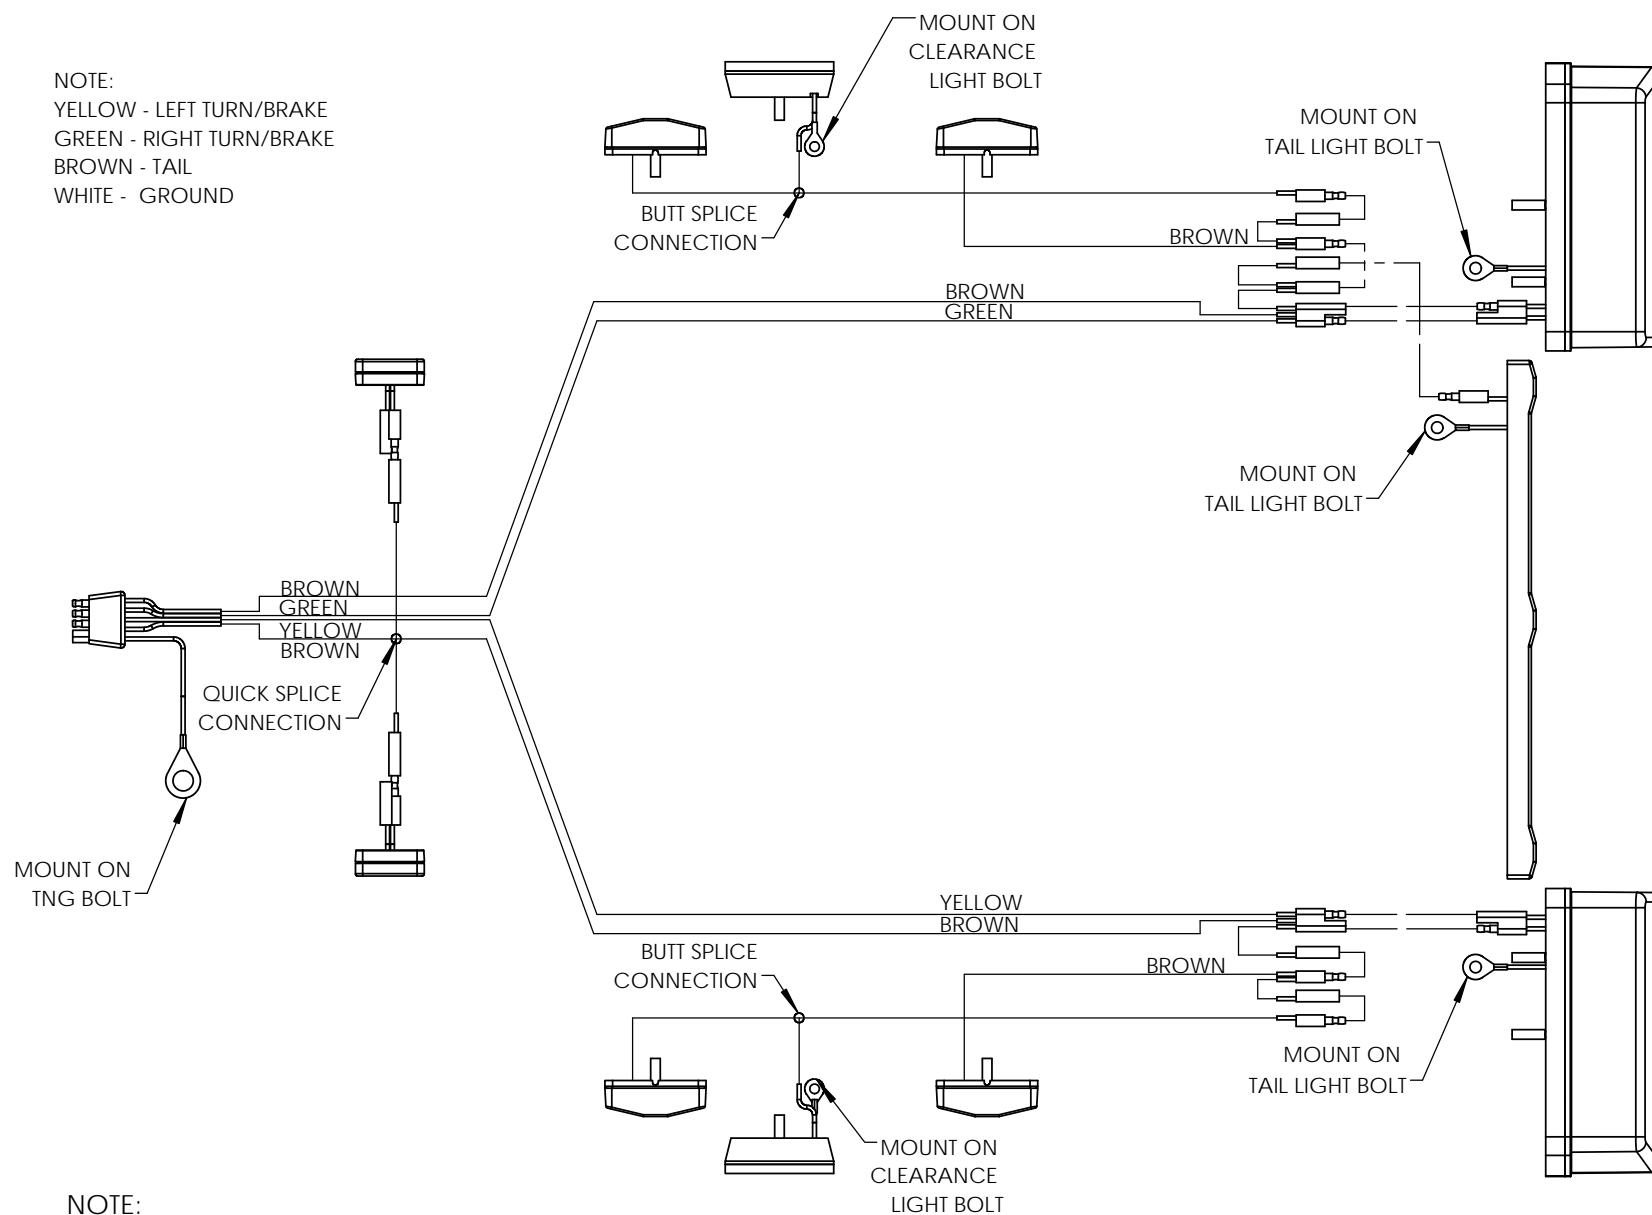 NOTE:
YELLOW - LEFT TURN/BRAKE
GREEN - RIGHT TURN/BRAKE
BROWN - TAIL
WHITE - GROUND
MOUNT ON
CLEARANCE
LIGHT BOLT
MOUNT ON
TAIL LIGHT BOLT
BUTT SPLICE
CONNECTION
BROWN
BROWN
GREEN
MOUNT ON
TAIL LIGHT BOLT
BROWN
GREEN
YELLOW
BROWN
QUICK SPLICE
CONNECTION
MOUNT ON
TNG BOLT
YELLOW
BROWN
BUTT SPLICE
CONNECTION
BROWN
MOUNT ON
TAIL LIGHT BOLT
MOUNT ON
CLEARANCE
LIGHT BOLT
NOTE: